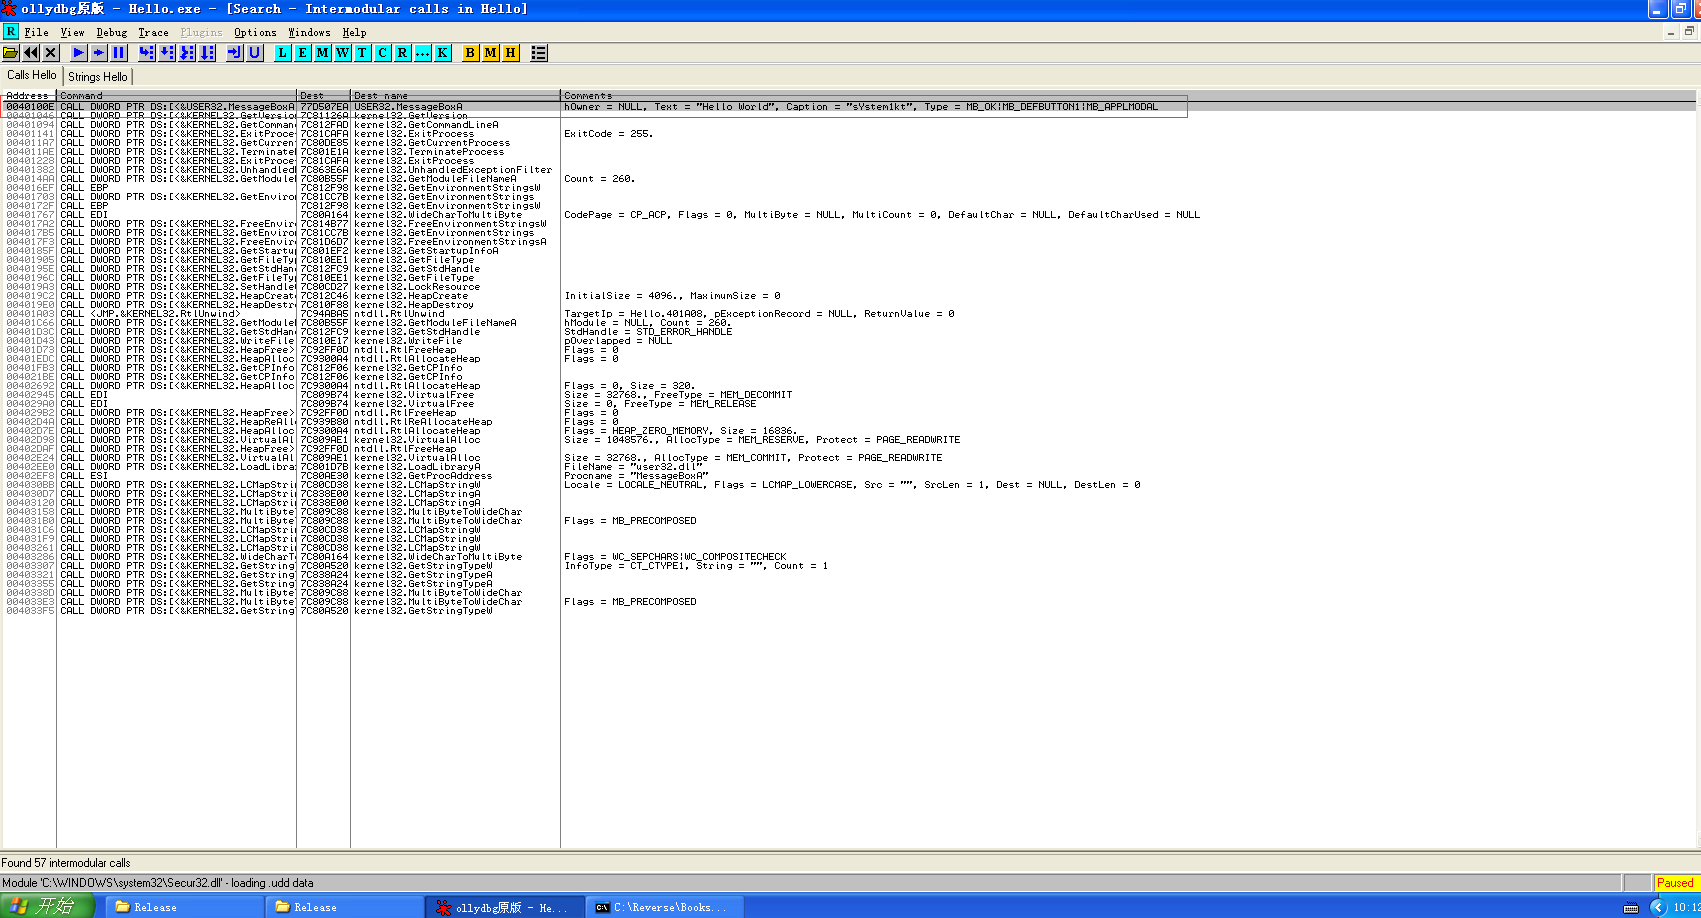 ollydbg原版 - Hello.exe - [Search - Intermodular calls in Hello]
R File View Debug Trace Plugins Options Windows Help
L E M W T C R ... K B M H
Calls Hello Strings Hello
Address Command Dest Dest name Comments
0040100E CALL DWORD PTR DS:[<&USER32.MessageBoxA 77D507EA USER32.MessageBoxA hOwner = NULL, Text = "Hello World", Caption = "sYstem1kt", Type = MB_OK|MB_DEFBUTTON1|MB_APPLMODAL
00401046 CALL DWORD PTR DS:[<&KERNEL32.GetVersion 7C81126A kernel32.GetVersion
00401094 CALL DWORD PTR DS:[<&KERNEL32.GetComman 7C812FAD kernel32.GetCommandLineA
00401141 CALL DWORD PTR DS:[<&KERNEL32.ExitProce 7C81CAFA kernel32.ExitProcess ExitCode = 255.
004011A7 CALL DWORD PTR DS:[<&KERNEL32.GetCurren 7C80DE85 kernel32.GetCurrentProcess
004011AE CALL DWORD PTR DS:[<&KERNEL32.Terminate 7C801E1A kernel32.TerminateProcess
00401228 CALL DWORD PTR DS:[<&KERNEL32.ExitProce 7C81CAFA kernel32.ExitProcess
00401382 CALL DWORD PTR DS:[<&KERNEL32.Unhandled 7C863E6A kernel32.UnhandledExceptionFilter
004014AA CALL DWORD PTR DS:[<&KERNEL32.GetModule 7C80B55F kernel32.GetModuleFileNameA Count = 260.
004016EF CALL EBP 7C812F98 kernel32.GetEnvironmentStringsW
00401703 CALL DWORD PTR DS:[<&KERNEL32.GetEnviro 7C81CC7B kernel32.GetEnvironmentStrings
0040172F CALL EBP 7C812F98 kernel32.GetEnvironmentStringsW
00401767 CALL EDI 7C80A164 kernel32.WideCharToMultiByte CodePage = CP_ACP, Flags = 0, MultiByte = NULL, MultiCount = 0, DefaultChar = NULL, DefaultCharUsed = NULL
004017A2 CALL DWORD PTR DS:[<&KERNEL32.FreeEnvir 7C814B77 kernel32.FreeEnvironmentStringsW
004017B5 CALL DWORD PTR DS:[<&KERNEL32.GetEnviro 7C81CC7B kernel32.GetEnvironmentStrings
004017F3 CALL DWORD PTR DS:[<&KERNEL32.FreeEnvir 7C81D6D7 kernel32.FreeEnvironmentStringsA
0040185F CALL DWORD PTR DS:[<&KERNEL32.GetStartu 7C801EF2 kernel32.GetStartupInfoA
00401905 CALL DWORD PTR DS:[<&KERNEL32.GetFileTy 7C810EE1 kernel32.GetFileType
0040195E CALL DWORD PTR DS:[<&KERNEL32.GetStdHan 7C812FC9 kernel32.GetStdHandle
0040196C CALL DWORD PTR DS:[<&KERNEL32.GetFileTy 7C810EE1 kernel32.GetFileType
004019A3 CALL DWORD PTR DS:[<&KERNEL32.SetHandle 7C80CD27 kernel32.LockResource
004019C2 CALL DWORD PTR DS:[<&KERNEL32.HeapCreat 7C812C46 kernel32.HeapCreate InitialSize = 4096., MaximumSize = 0
004019E0 CALL DWORD PTR DS:[<&KERNEL32.HeapDestr 7C810F88 kernel32.HeapDestroy
00401A03 CALL <JMP.&KERNEL32.RtlUnwind> 7C94ABA5 ntdll.RtlUnwind TargetIp = Hello.401A08, pExceptionRecord = NULL, ReturnValue = 0
00401C66 CALL DWORD PTR DS:[<&KERNEL32.GetModule 7C80B55F kernel32.GetModuleFileNameA hModule = NULL, Count = 260.
00401D3C CALL DWORD PTR DS:[<&KERNEL32.GetStdHan 7C812FC9 kernel32.GetStdHandle StdHandle = STD_ERROR_HANDLE
00401D43 CALL DWORD PTR DS:[<&KERNEL32.WriteFile 7C810E17 kernel32.WriteFile pOverlapped = NULL
00401D73 CALL DWORD PTR DS:[<&KERNEL32.HeapFree> 7C92FF0D ntdll.RtlFreeHeap Flags = 0
00401EDC CALL DWORD PTR DS:[<&KERNEL32.HeapAlloc 7C9300A4 ntdll.RtlAllocateHeap Flags = 0
00401FB3 CALL DWORD PTR DS:[<&KERNEL32.GetCPInfo 7C812F06 kernel32.GetCPInfo
004021BE CALL DWORD PTR DS:[<&KERNEL32.GetCPInfo 7C812F06 kernel32.GetCPInfo
00402692 CALL DWORD PTR DS:[<&KERNEL32.HeapAlloc 7C9300A4 ntdll.RtlAllocateHeap Flags = 0, Size = 320.
00402945 CALL EDI 7C809B74 kernel32.VirtualFree Size = 32768., FreeType = MEM_DECOMMIT
004029A0 CALL EDI 7C809B74 kernel32.VirtualFree Size = 0, FreeType = MEM_RELEASE
004029B2 CALL DWORD PTR DS:[<&KERNEL32.HeapFree> 7C92FF0D ntdll.RtlFreeHeap Flags = 0
00402D4A CALL DWORD PTR DS:[<&KERNEL32.HeapReAll 7C939B80 ntdll.RtlReAllocateHeap Flags = 0
00402D7E CALL DWORD PTR DS:[<&KERNEL32.HeapAlloc 7C9300A4 ntdll.RtlAllocateHeap Flags = HEAP_ZERO_MEMORY, Size = 16836.
00402D98 CALL DWORD PTR DS:[<&KERNEL32.VirtualAl 7C809AE1 kernel32.VirtualAlloc Size = 1048576., AllocType = MEM_RESERVE, Protect = PAGE_READWRITE
00402DAF CALL DWORD PTR DS:[<&KERNEL32.HeapFree> 7C92FF0D ntdll.RtlFreeHeap
00402E24 CALL DWORD PTR DS:[<&KERNEL32.VirtualAl 7C809AE1 kernel32.VirtualAlloc Size = 32768., AllocType = MEM_COMMIT, Protect = PAGE_READWRITE
00402EE0 CALL DWORD PTR DS:[<&KERNEL32.LoadLibra 7C801D7B kernel32.LoadLibraryA FileName = "user32.dll"
00402EF8 CALL ESI 7C80AE30 kernel32.GetProcAddress Procname = "MessageBoxA"
004030BB CALL DWORD PTR DS:[<&KERNEL32.LCMapStri 7C80CD38 kernel32.LCMapStringW Locale = LOCALE_NEUTRAL, Flags = LCMAP_LOWERCASE, Src = "", SrcLen = 1, Dest = NULL, DestLen = 0
004030D7 CALL DWORD PTR DS:[<&KERNEL32.LCMapStri 7C838E00 kernel32.LCMapStringA
00403120 CALL DWORD PTR DS:[<&KERNEL32.LCMapStri 7C838E00 kernel32.LCMapStringA
00403158 CALL DWORD PTR DS:[<&KERNEL32.MultiByte 7C809C88 kernel32.MultiByteToWideChar
004031B0 CALL DWORD PTR DS:[<&KERNEL32.MultiByte 7C809C88 kernel32.MultiByteToWideChar Flags = MB_PRECOMPOSED
004031C6 CALL DWORD PTR DS:[<&KERNEL32.LCMapStri 7C80CD38 kernel32.LCMapStringW
004031F9 CALL DWORD PTR DS:[<&KERNEL32.LCMapStri 7C80CD38 kernel32.LCMapStringW
00403261 CALL DWORD PTR DS:[<&KERNEL32.LCMapStri 7C80CD38 kernel32.LCMapStringW
00403286 CALL DWORD PTR DS:[<&KERNEL32.WideCharT 7C80A164 kernel32.WideCharToMultiByte Flags = WC_SEPCHARS|WC_COMPOSITECHECK
00403307 CALL DWORD PTR DS:[<&KERNEL32.GetString 7C80A520 kernel32.GetStringTypeW InfoType = CT_CTYPE1, String = "", Count = 1
00403321 CALL DWORD PTR DS:[<&KERNEL32.GetString 7C838A24 kernel32.GetStringTypeA
00403355 CALL DWORD PTR DS:[<&KERNEL32.GetString 7C838A24 kernel32.GetStringTypeA
0040338D CALL DWORD PTR DS:[<&KERNEL32.MultiByte 7C809C88 kernel32.MultiByteToWideChar
004033E3 CALL DWORD PTR DS:[<&KERNEL32.MultiByte 7C809C88 kernel32.MultiByteToWideChar Flags = MB_PRECOMPOSED
004033F5 CALL DWORD PTR DS:[<&KERNEL32.GetString 7C80A520 kernel32.GetStringTypeW
Found 57 intermodular calls
Module 'C:\WINDOWS\system32\Secur32.dll' - loading .udd data Paused
开始 Release Release ollydbg原版 - He... C:\Reverse\Books... 10:12